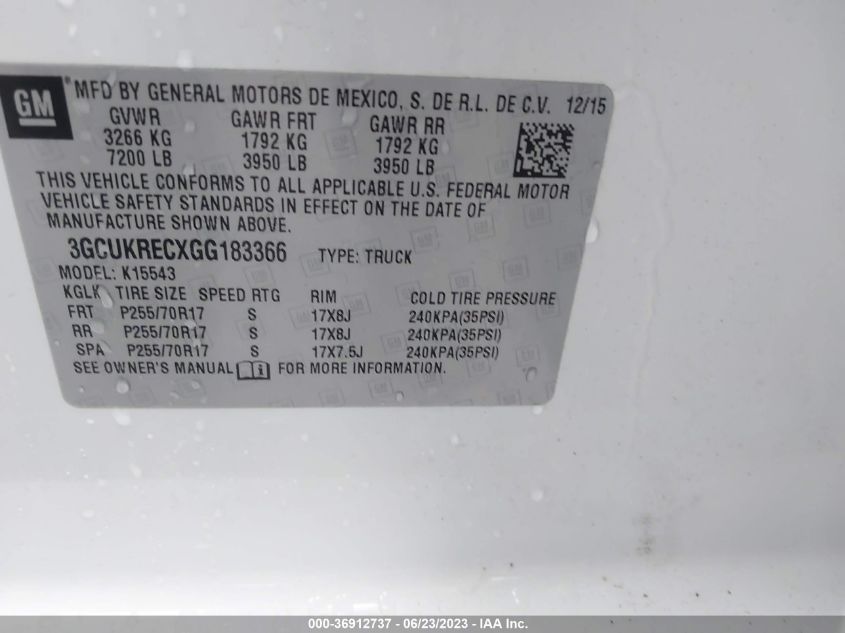 GM
MFD BY GENERAL MOTORS DE MEXICO, S. DE R.L. DE C.V. 12/15
GVWR GAWR FRT GAWR RR
3266 KG 1792 KG 1792 KG
7200 LB 3950 LB 3950 LB
THIS VEHICLE CONFORMS TO ALL APPLICABLE U.S. FEDERAL MOTOR
VEHICLE SAFETY STANDARDS IN EFFECT ON THE DATE OF
MANUFACTURE SHOWN ABOVE.
3GCUKRECXGG183366 TYPE: TRUCK
MODEL: K15543
KGLK TIRE SIZE SPEED RTG RIM COLD TIRE PRESSURE
FRT P255/70R17 S 17X8J 240KPA(35PSI)
RR P255/70R17 S 17X8J 240KPA(35PSI)
SPA P255/70R17 S 17X7.5J 240KPA(35PSI)
SEE OWNER'S MANUAL FOR MORE INFORMATION.
000-36912737 - 06/23/2023 - IAA Inc.